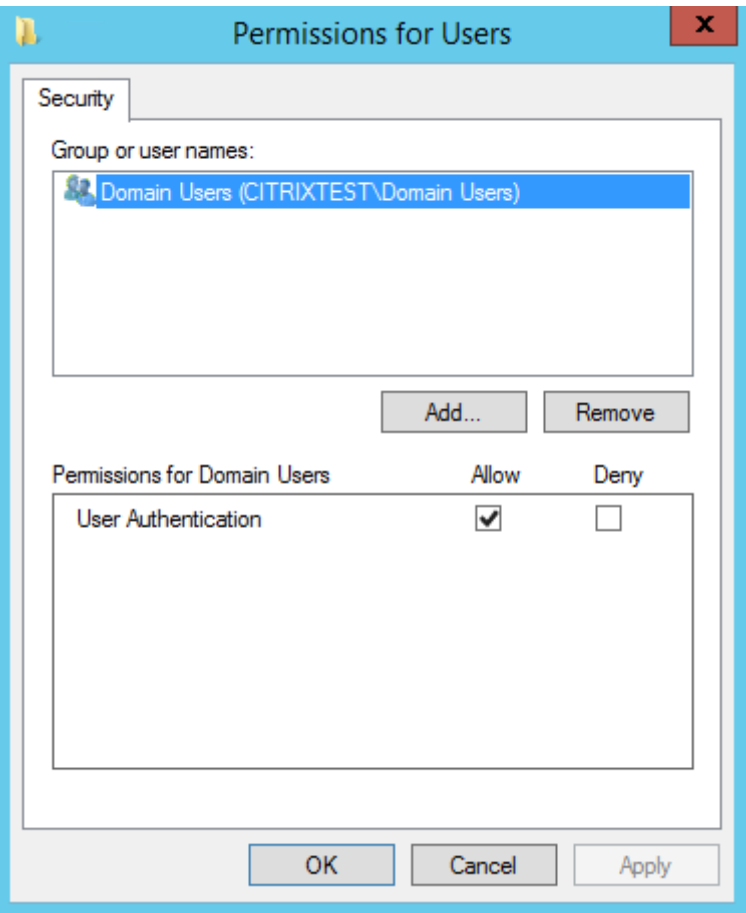 Permissions for Users
x
Security
Group or user names:
Domain Users (CITRIXTEST\Domain Users)
Add... Remove
Permissions for Domain Users Allow Deny
User Authentication
OK Cancel Apply